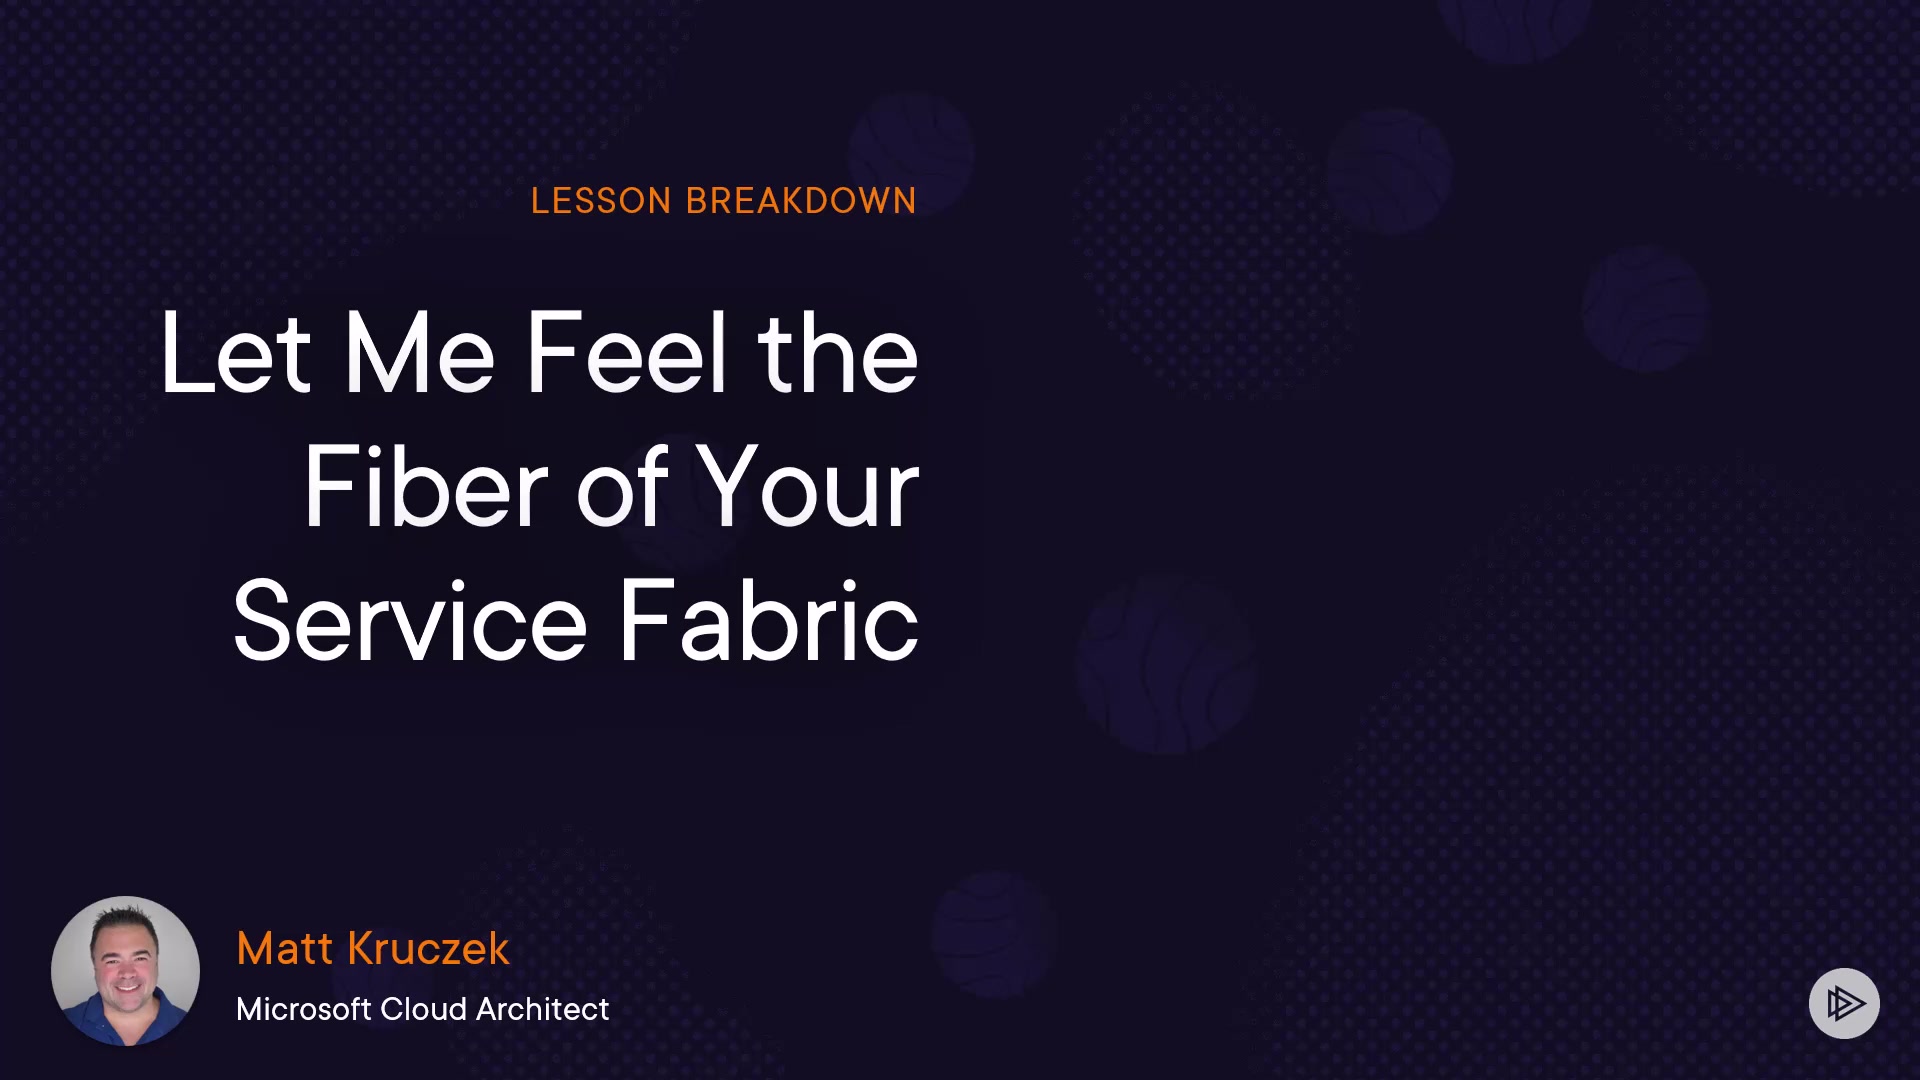 LESSON BREAKDOWN
Let Me Feel the
Fiber of Your
Service Fabric
Matt Kruczek
Microsoft Cloud Architect